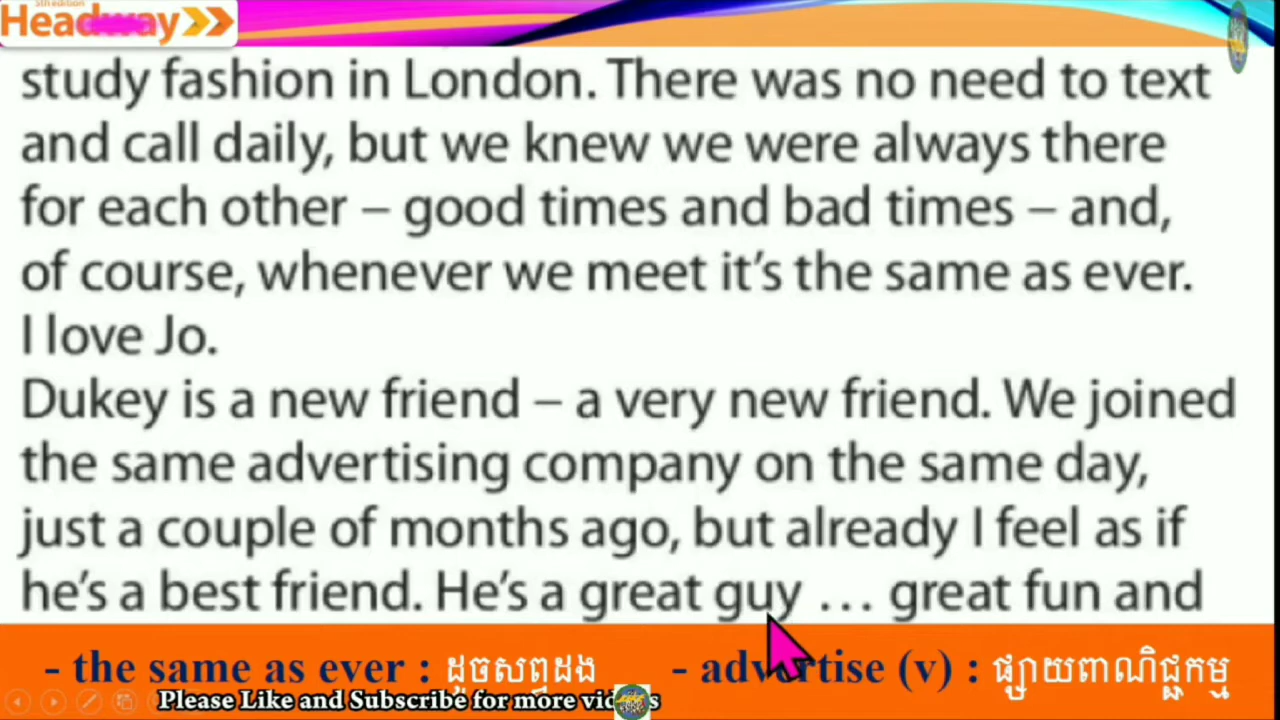 5th edition
Headway
study fashion in London. There was no need to text
and call daily, but we knew we were always there
for each other – good times and bad times – and,
of course, whenever we meet it's the same as ever.
I love Jo.
Dukey is a new friend – a very new friend. We joined
the same advertising company on the same day,
just a couple of months ago, but already I feel as if
he's a best friend. He's a great guy … great fun and
- the same as ever : ដូចសព្វដង - advertise (v) : ផ្សាយពាណិជ្ជកម្ម
Please Like and Subscribe for more videos